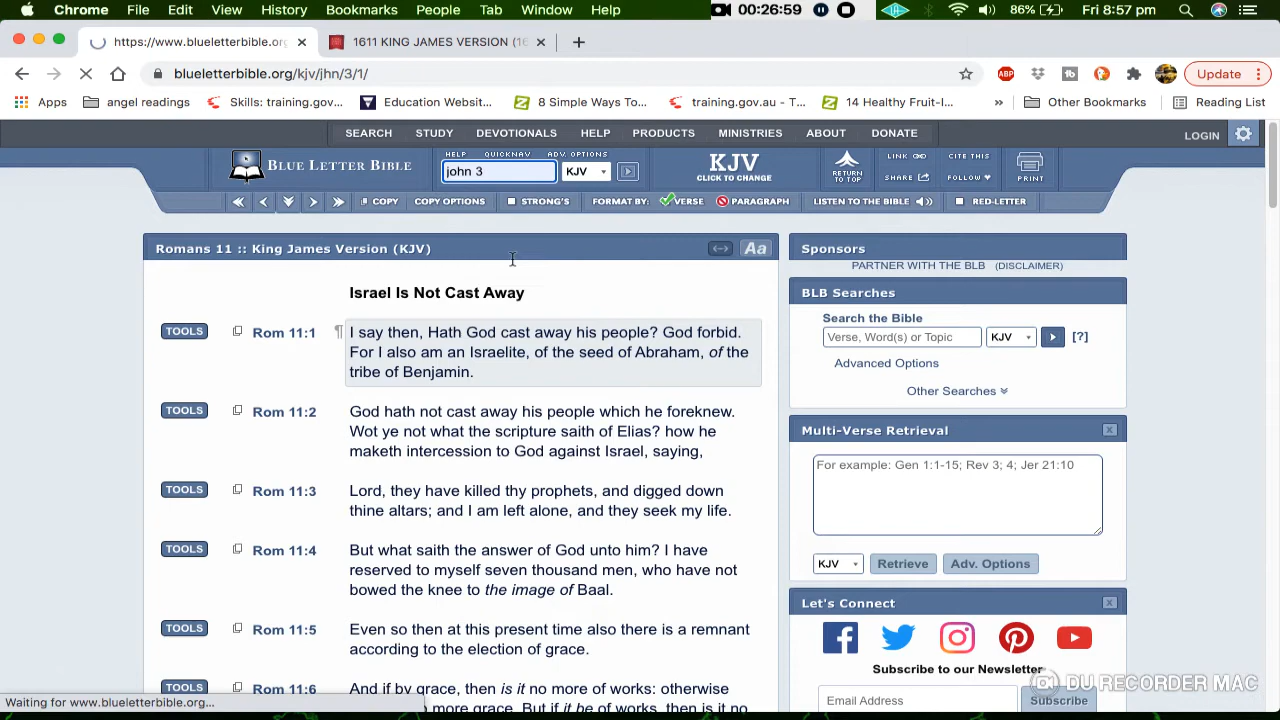 Chrome File Edit View History Bookmarks People Tab Window Help 00:26:59 86% Fri 8:57 pm
https://www.blueletterbible.org 1611 KING JAMES VERSION (16
blueletterbible.org/kjv/jhn/3/1/ ABP Update
Apps angel readings Skills: training.gov... Education Websit... 8 Simple Ways To... training.gov.au - T... 14 Healthy Fruit-I... » Other Bookmarks Reading List
SEARCH STUDY DEVOTIONALS HELP PRODUCTS MINISTRIES ABOUT DONATE LOGIN
HELP QUICKNAV ADV. OPTIONS
BLUE LETTER BIBLE john 3 KJV
KJV
CLICK TO CHANGE
RETURN TO TOP
LINK CITE THIS
SHARE FOLLOW
PRINT
COPY COPY OPTIONS STRONG'S FORMAT BY: VERSE PARAGRAPH LISTEN TO THE BIBLE RED-LETTER
Romans 11 :: King James Version (KJV) Aa
Israel Is Not Cast Away
TOOLS Rom 11:1 ¶ I say then, Hath God cast away his people? God forbid.
For I also am an Israelite, of the seed of Abraham, of the
tribe of Benjamin.
TOOLS Rom 11:2 God hath not cast away his people which he foreknew.
Wot ye not what the scripture saith of Elias? how he
maketh intercession to God against Israel, saying,
TOOLS Rom 11:3 Lord, they have killed thy prophets, and digged down
thine altars; and I am left alone, and they seek my life.
TOOLS Rom 11:4 But what saith the answer of God unto him? I have
reserved to myself seven thousand men, who have not
bowed the knee to the image of Baal.
TOOLS Rom 11:5 Even so then at this present time also there is a remnant
according to the election of grace.
TOOLS Rom 11:6 And if by grace, then is it no more of works: otherwise
more grace. But if it be of works, then is it no
Sponsors
PARTNER WITH THE BLB (DISCLAIMER)
BLB Searches
Search the Bible
Verse, Word(s) or Topic KJV [?]
Advanced Options
Other Searches
Multi-Verse Retrieval X
For example: Gen 1:1-15; Rev 3; 4; Jer 21:10
KJV Retrieve Adv. Options
Let's Connect X
Subscribe to our Newsletter
Email Address Subscribe
Waiting for www.blueletterbible.org...
DU RECORDER MAC